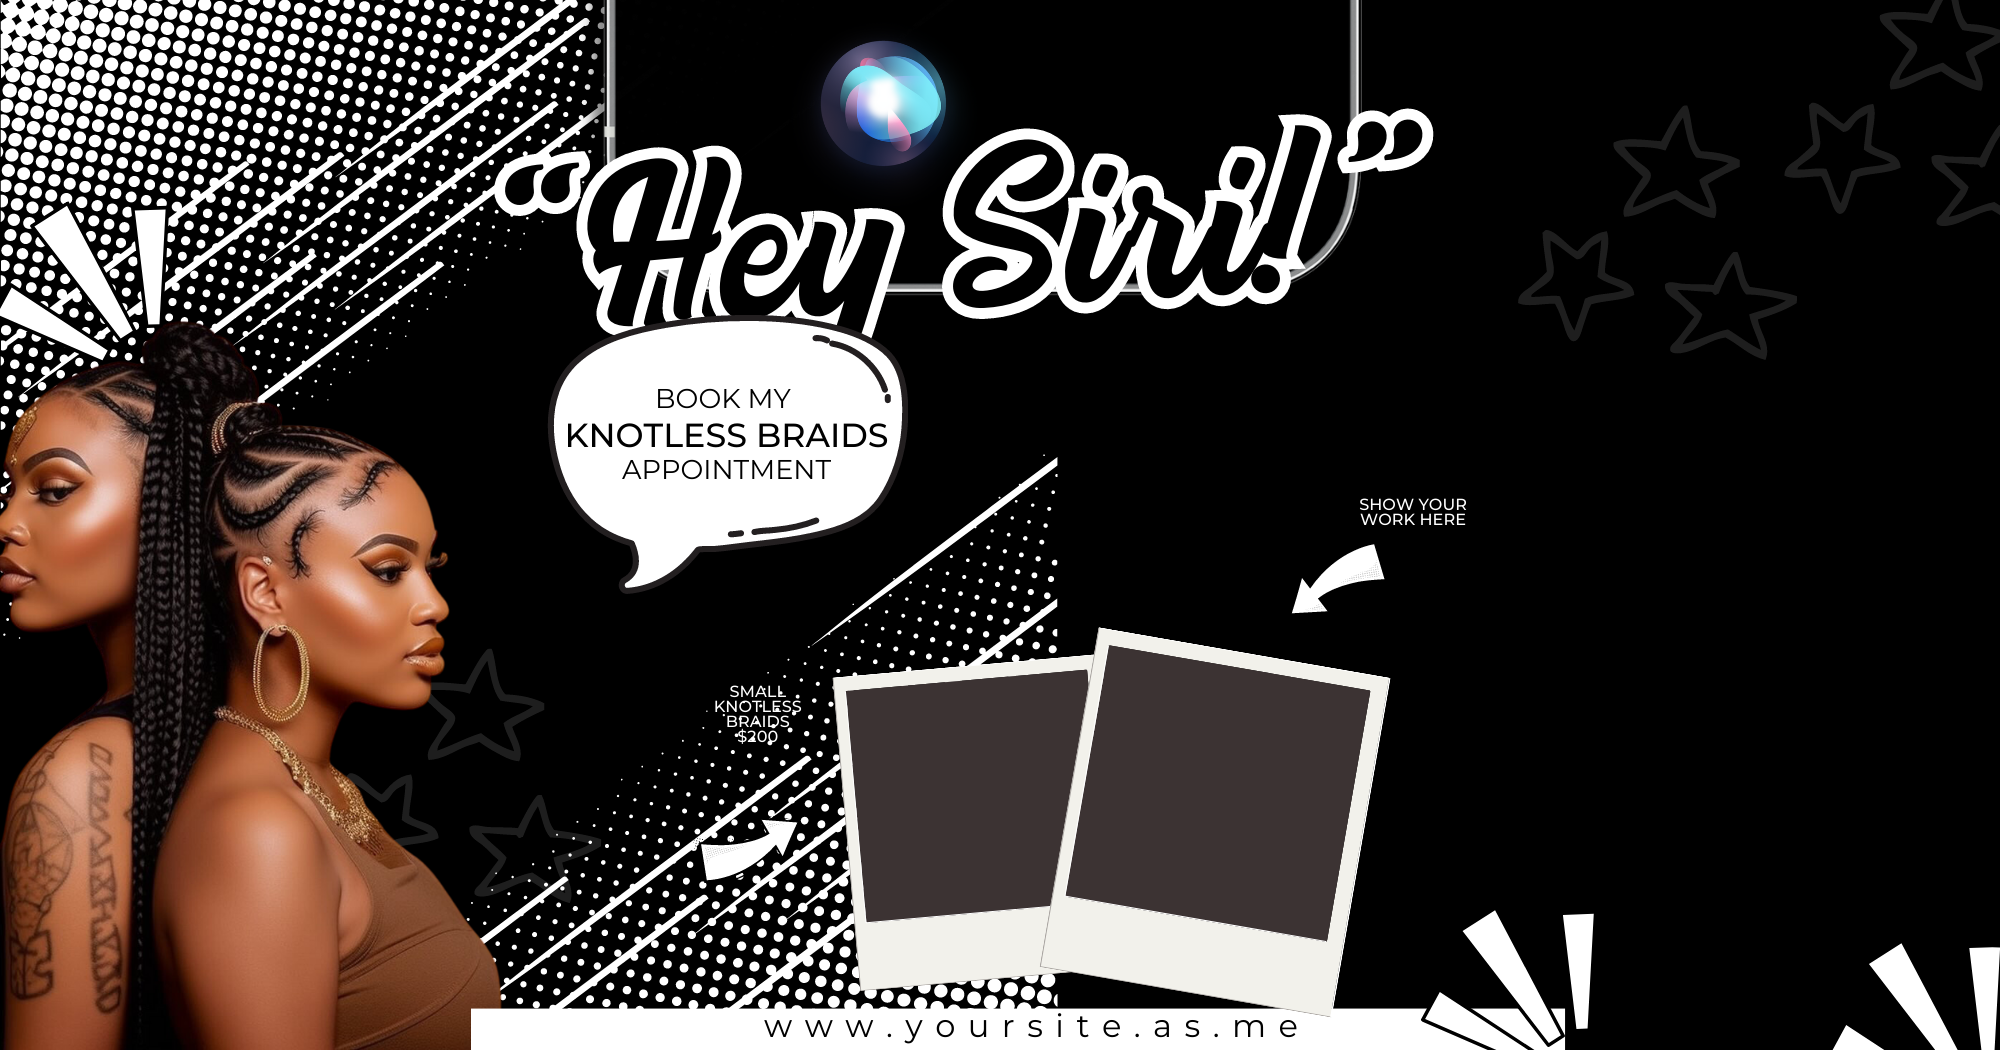 “Hey Siri!”
BOOK MY
KNOTLESS BRAIDS
APPOINTMENT
SHOW YOUR
WORK HERE
SMALL
KNOTLESS
BRAIDS
$200
www.yoursite.as.me